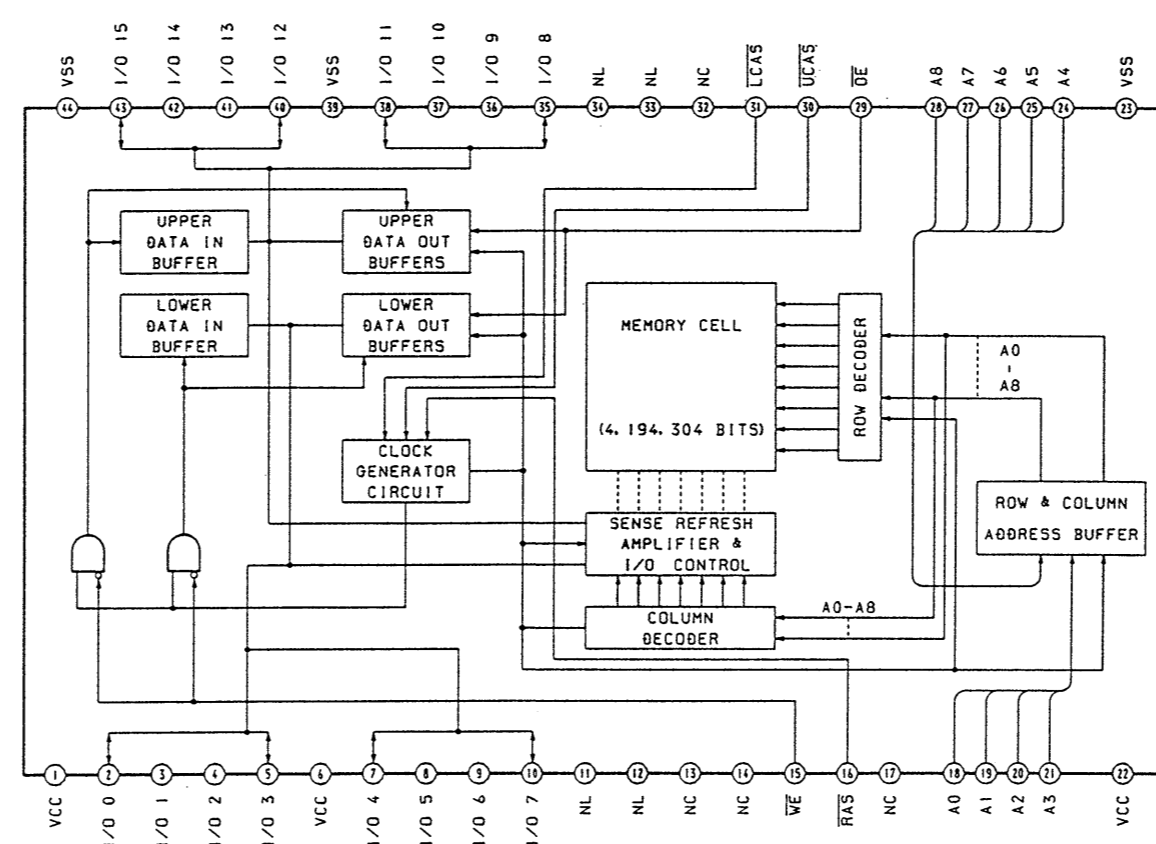 VSS
I/O 15
I/O 14
I/O 13
I/O 12
VSS
I/O 11
I/O 10
I/O 9
I/O 8
NL
NL
NC
LCAS
UCAS
OE
A8
A7
A6
A5
A4
VSS
44
43
42
41
40
39
38
37
36
35
34
33
32
31
30
29
28
27
26
25
24
23
UPPER
DATA IN
BUFFER
UPPER
DATA OUT
BUFFERS
LOWER
DATA IN
BUFFER
LOWER
DATA OUT
BUFFERS
MEMORY CELL
(4.194.304 BITS)
ROW DECODER
A0
-
A8
CLOCK
GENERATOR
CIRCUIT
ROW & COLUMN
ADDRESS BUFFER
SENSE REFRESH
AMPLIFIER &
I/O CONTROL
COLUMN
DECODER
A0-A8
1
2
3
4
5
6
7
8
9
10
11
12
13
14
15
16
17
18
19
20
21
22
VCC
I/O 0
I/O 1
I/O 2
I/O 3
VCC
I/O 4
I/O 5
I/O 6
I/O 7
NL
NL
NC
NC
WE
RAS
NC
A0
A1
A2
A3
VCC